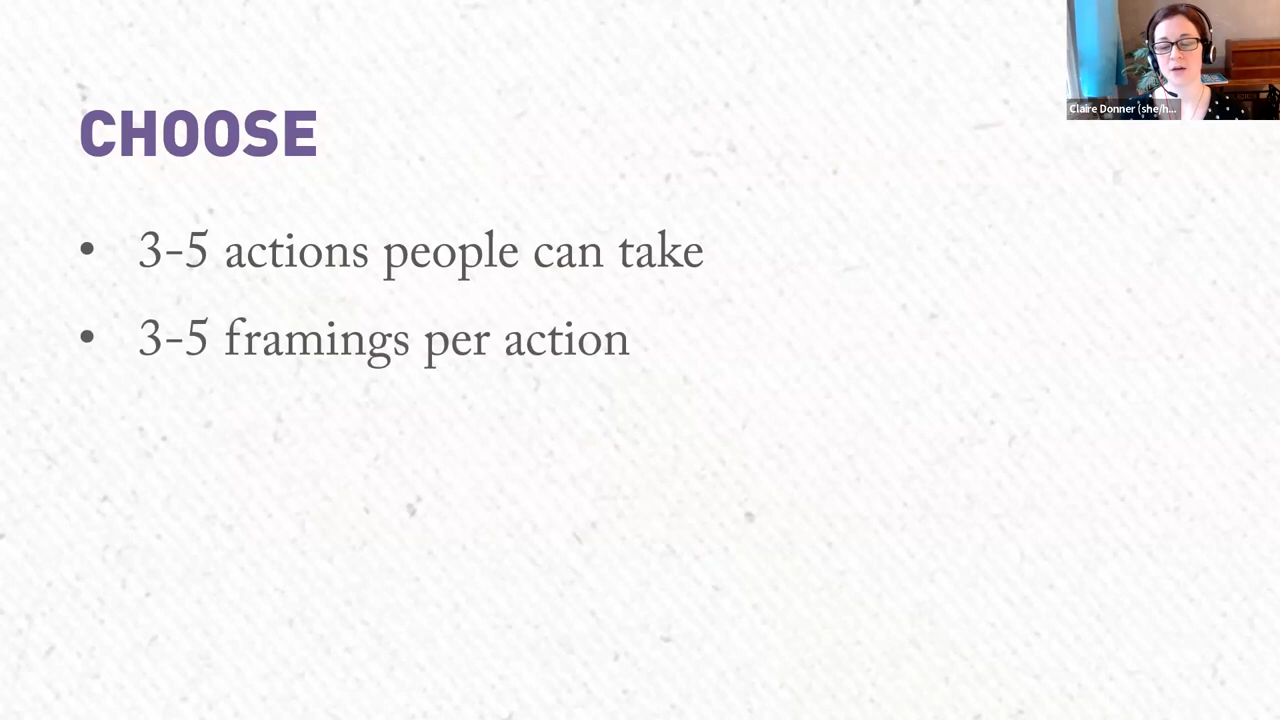 CHOOSE
• 3-5 actions people can take
• 3-5 framings per action
Claire Donner (she/h...